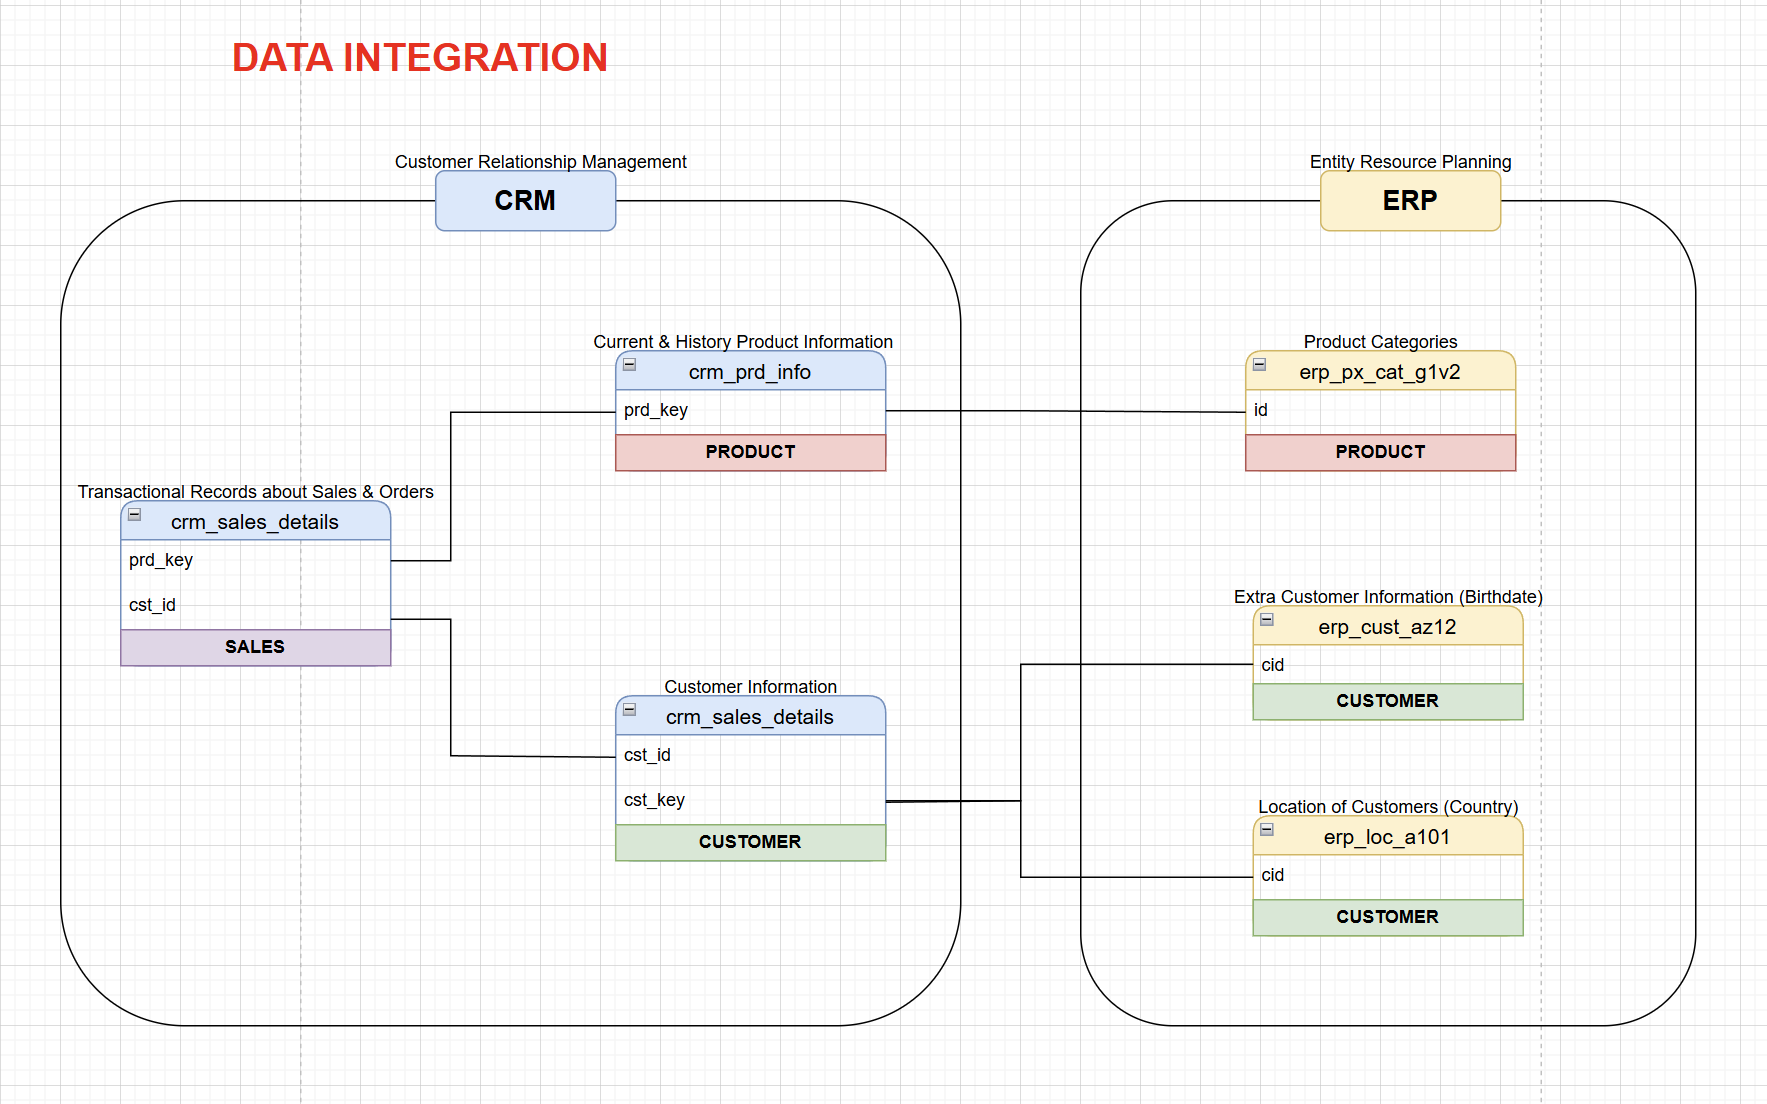 DATA INTEGRATION
Customer Relationship Management
CRM
Entity Resource Planning
ERP
Current & History Product Information
crm_prd_info
prd_key
PRODUCT
Product Categories
erp_px_cat_g1v2
id
PRODUCT
Transactional Records about Sales & Orders
crm_sales_details
prd_key
cst_id
SALES
Extra Customer Information (Birthdate)
erp_cust_az12
cid
CUSTOMER
Customer Information
crm_sales_details
cst_id
cst_key
CUSTOMER
Location of Customers (Country)
erp_loc_a101
cid
CUSTOMER